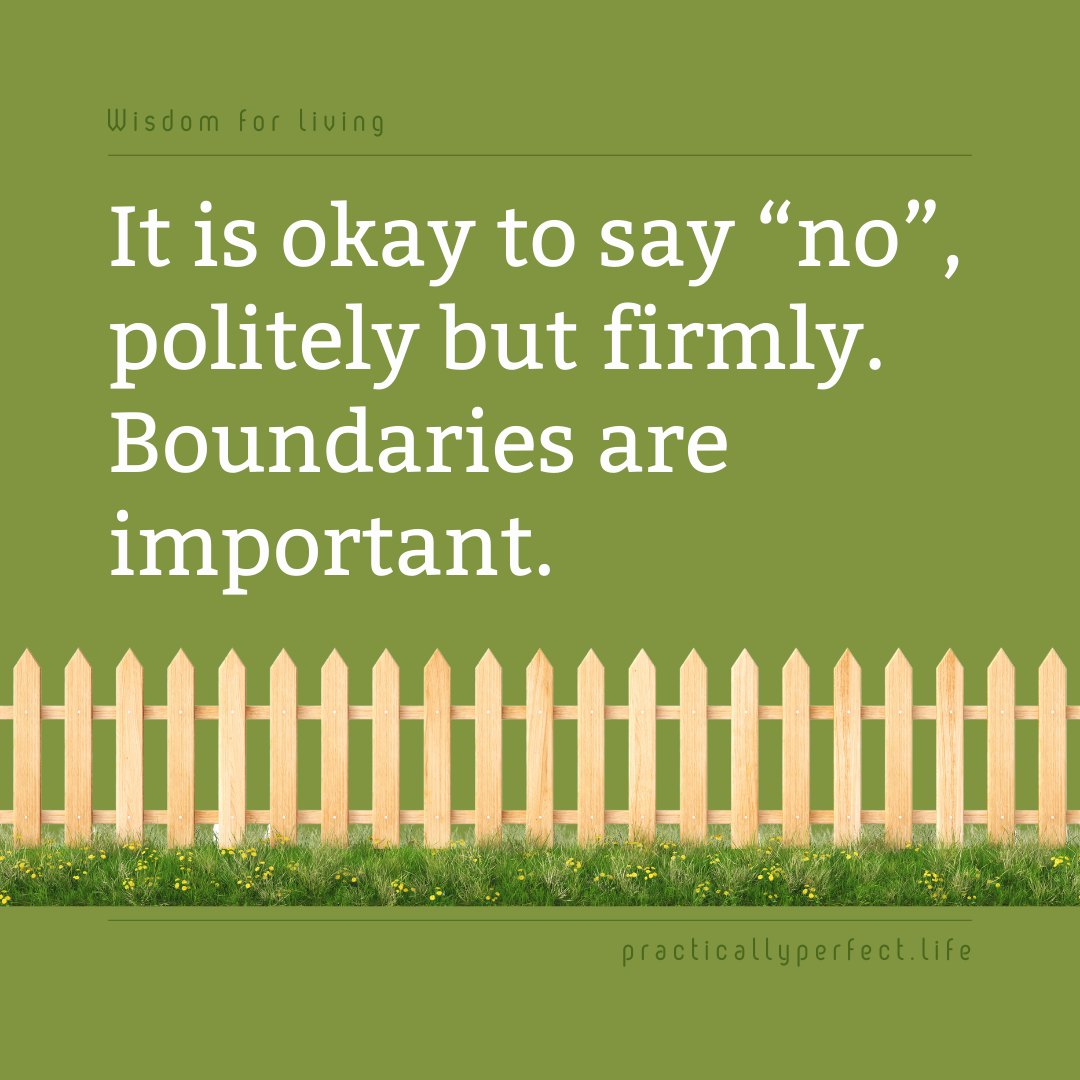 Wisdom for living
It is okay to say “no”,
politely but firmly.
Boundaries are
important.
practicallyperfect.life